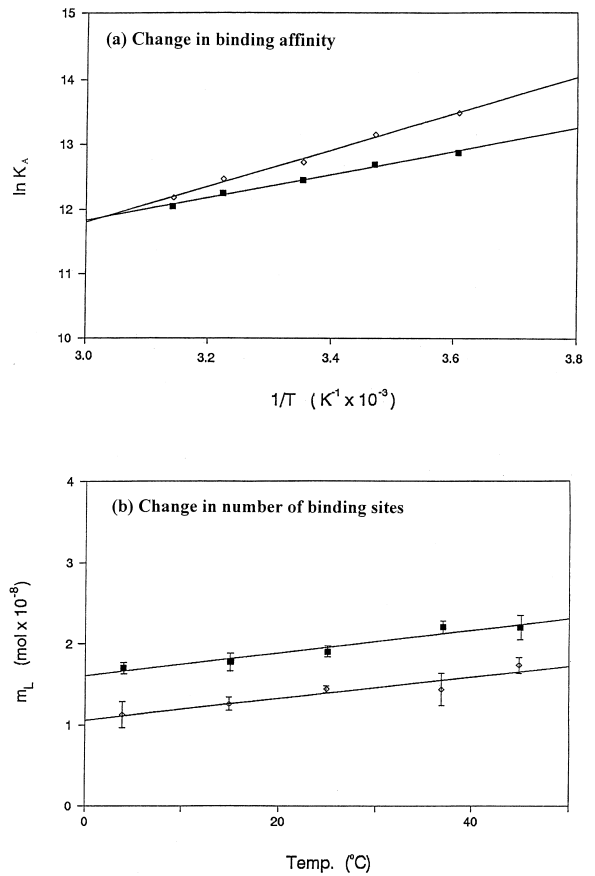 (a) Change in binding affinity
15
14
13
12
11
10
ln K_A
3.0 3.2 3.4 3.6 3.8
1/T ( K⁻¹ x 10⁻³)
(b) Change in number of binding sites
4
3
2
1
0
m_L (mol x 10⁻⁸)
0 20 40
Temp. (°C)